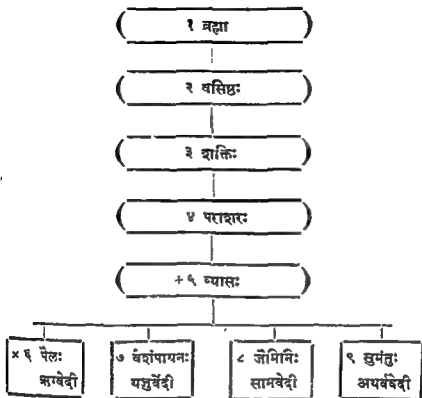 १ ब्रह्मा
२ वसिष्ठः
३ शक्तिः
४ पराशरः
+५ व्यासः
×६ पैलः
ऋग्वेदी
७ वैशंपायनः
यजुर्वेदी
८ जैमिनिः
सामवेदी
९ सुमंतुः
अथर्ववेदी